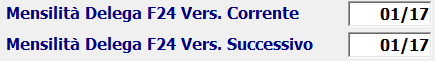 Mensilità Delega F24 Vers. Corrente 01/17
Mensilità Delega F24 Vers. Successivo 01/17